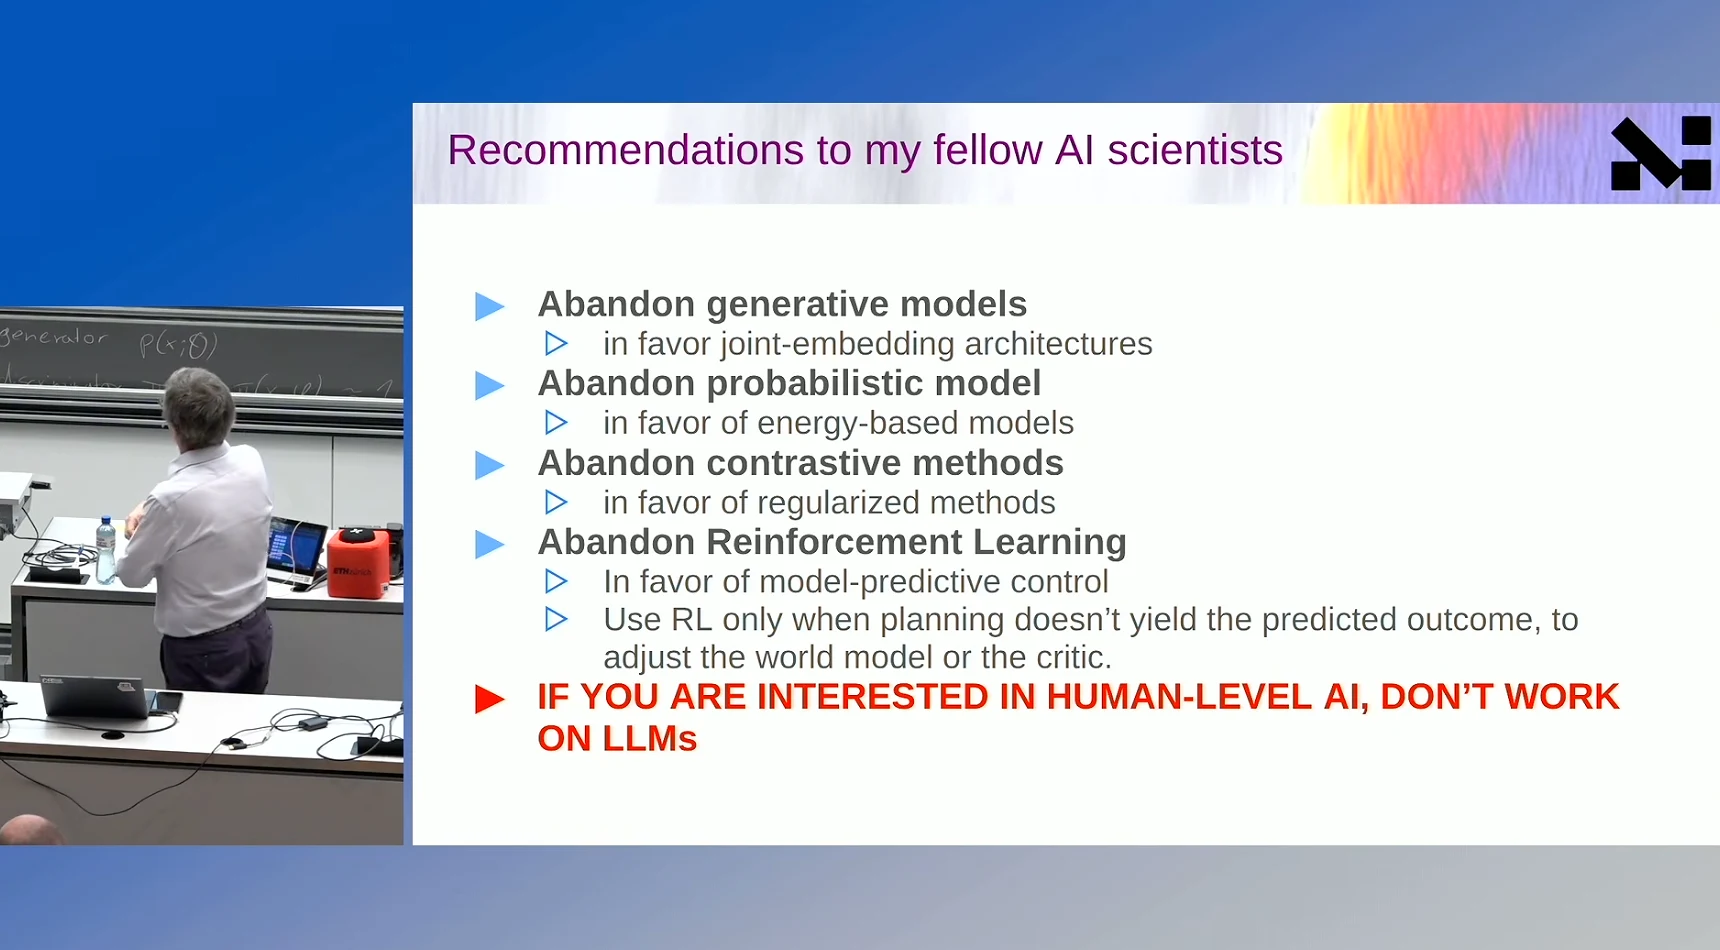 Recommendations to my fellow AI scientists
Abandon generative models
in favor joint-embedding architectures
Abandon probabilistic model
in favor of energy-based models
Abandon contrastive methods
in favor of regularized methods
Abandon Reinforcement Learning
In favor of model-predictive control
Use RL only when planning doesn’t yield the predicted outcome, to
adjust the world model or the critic.
IF YOU ARE INTERESTED IN HUMAN-LEVEL AI, DON’T WORK
ON LLMs
generator p(x;θ)
ETH